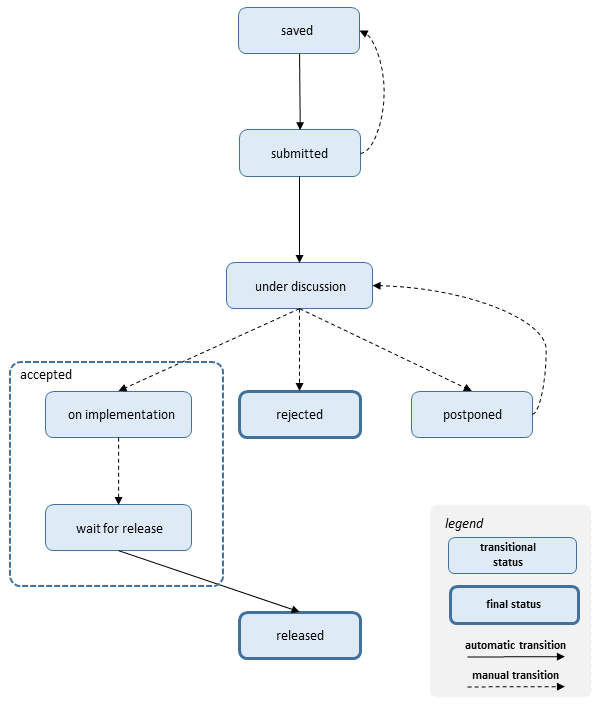 saved
submitted
under discussion
accepted
on implementation
rejected
postponed
wait for release
released
legend
transitional
status
final status
automatic transition
manual transition